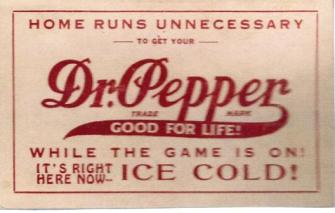 HOME RUNS UNNECESSARY
TO GET YOUR
Dr. Pepper
TRADE MARK
GOOD FOR LIFE!
WHILE THE GAME IS ON!
IT'S RIGHT
HERE NOW-- ICE COLD!